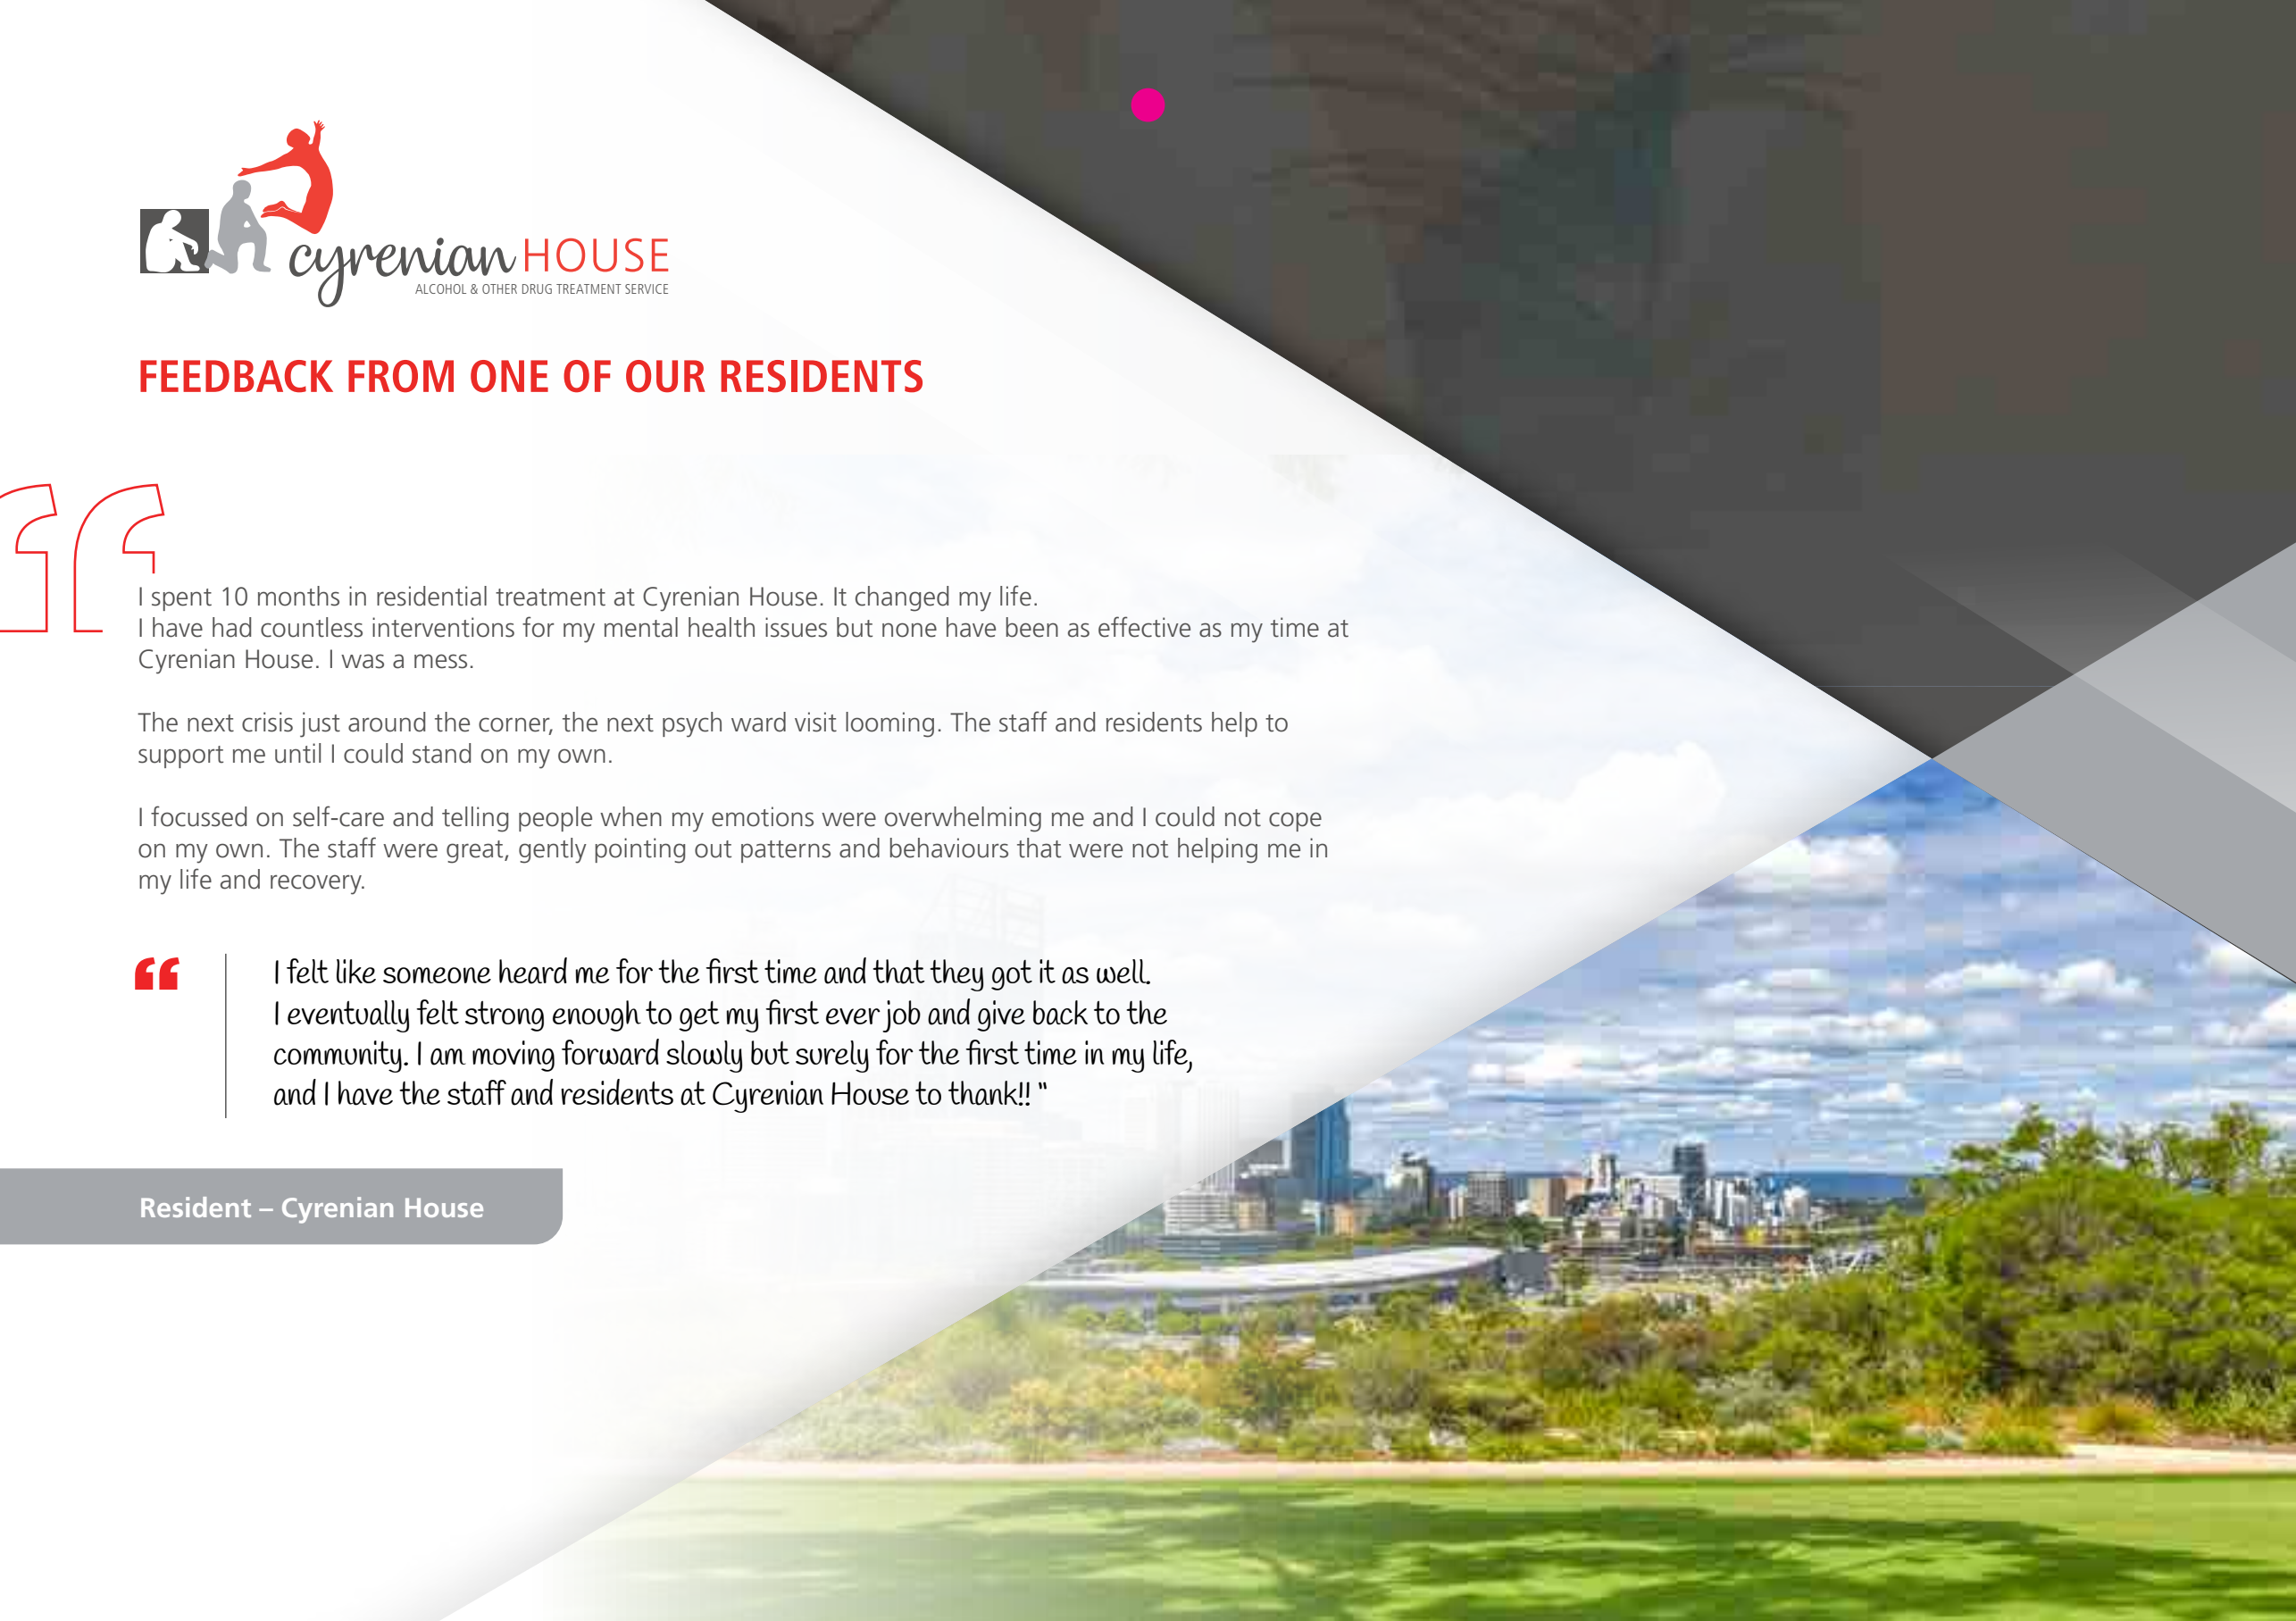 cyrenian HOUSE
ALCOHOL & OTHER DRUG TREATMENT SERVICE
FEEDBACK FROM ONE OF OUR RESIDENTS
“
I spent 10 months in residential treatment at Cyrenian House. It changed my life.
I have had countless interventions for my mental health issues but none have been as effective as my time at
Cyrenian House. I was a mess.
The next crisis just around the corner, the next psych ward visit looming. The staff and residents help to
support me until I could stand on my own.
I focussed on self-care and telling people when my emotions were overwhelming me and I could not cope
on my own. The staff were great, gently pointing out patterns and behaviours that were not helping me in
my life and recovery.
“
I felt like someone heard me for the first time and that they got it as well.
I eventually felt strong enough to get my first ever job and give back to the
community. I am moving forward slowly but surely for the first time in my life,
and I have the staff and residents at Cyrenian House to thank!! "
Resident – Cyrenian House